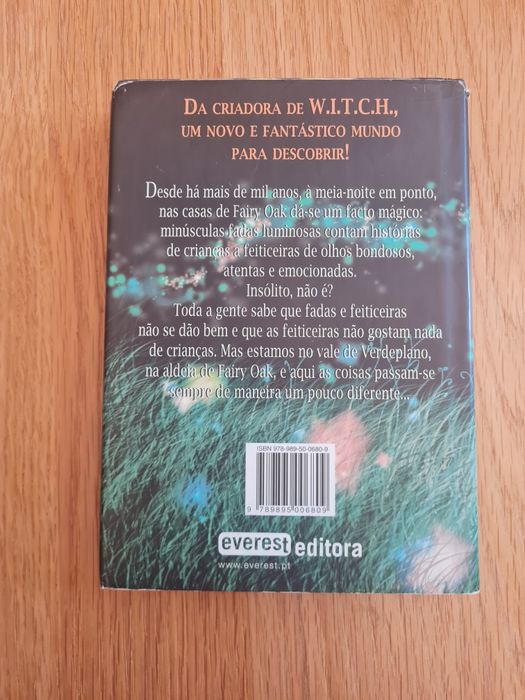 DA CRIADORA DE W.I.T.C.H.,
UM NOVO E FANTÁSTICO MUNDO
PARA DESCOBRIR!
Desde há mais de mil anos, à meia-noite em ponto,
nas casas de Fairy Oak dá-se um facto mágico:
minúsculas fadas luminosas contam histórias
de crianças a feiticeiras de olhos bondosos,
atentas e emocionadas.
Insólito, não é?
Toda a gente sabe que fadas e feiticeiras
não se dão bem e que as feiticeiras não gostam nada
de crianças. Mas estamos no vale de Verdeplano,
na aldeia de Fairy Oak, e aqui as coisas passam-se
sempre de maneira um pouco diferente...
ISBN 978-989-50-0680-9
9 789895 006809
everest editora
www.everest.pt